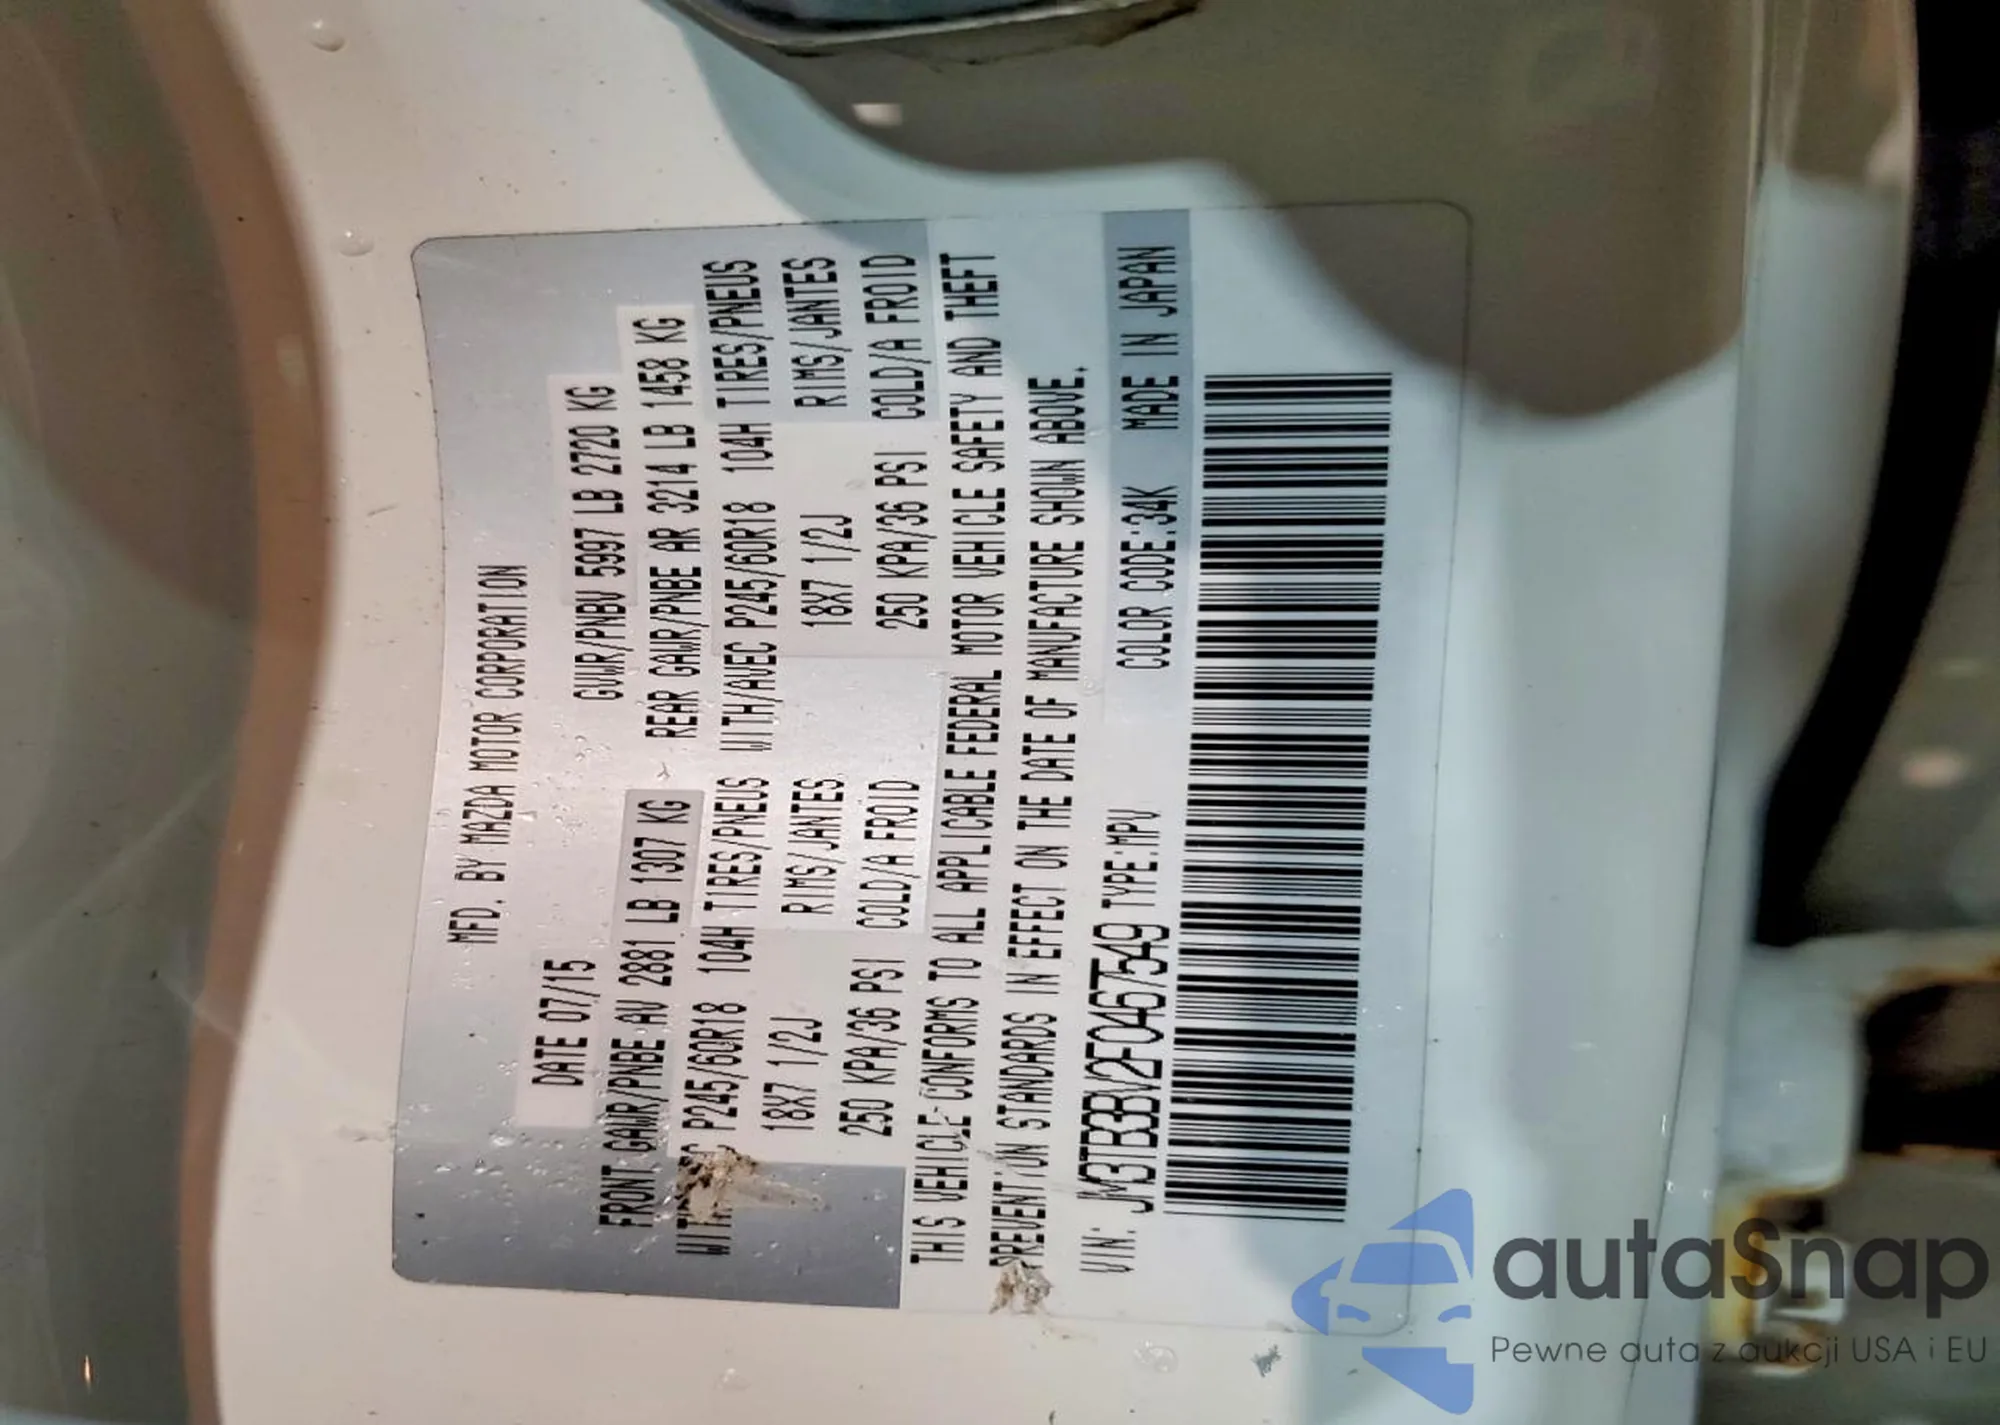 MFD. BY MAZDA MOTOR CORPORATION
DATE 07/15 GVWR/PNBV 5997 LB 2720 KG
FRONT GAWR/PNBE AV 2881 LB 1307 KG REAR GAWR/PNBE AR 3214 LB 1458 KG
P245/60R18 104H TIRES/PNEUS WITH/AVEC P245/60R18 104H TIRES/PNEUS
18X7 1/2J RIMS/JANTES 18X7 1/2J RIMS/JANTES
250 KPA/36 PSI COLD/A FROID 250 KPA/36 PSI COLD/A FROID
THIS VEHICLE CONFORMS TO ALL APPLICABLE FEDERAL MOTOR VEHICLE SAFETY AND THEFT
PREVENTION STANDARDS IN EFFECT ON THE DATE OF MANUFACTURE SHOWN ABOVE.
VIN: JM3TB3BV2F0467549 TYPE:MPV COLOR CODE:34K MADE IN JAPAN
autaSnap
Pewne auta z aukcji USA i EU